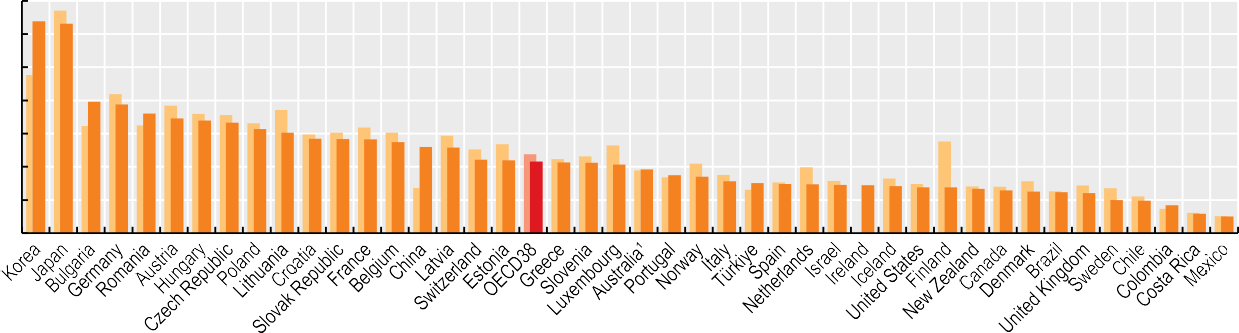 Korea
Japan
Bulgaria
Germany
Romania
Austria
Hungary
Czech Republic
Poland
Lithuania
Croatia
Slovak Republic
France
Belgium
China
Latvia
Switzerland
Estonia
OECD38
Greece
Slovenia
Luxembourg
Australia¹
Portugal
Norway
Italy
Türkiye
Spain
Netherlands
Israel
Ireland
Iceland
United States
Finland
New Zealand
Canada
Denmark
Brazil
United Kingdom
Sweden
Chile
Colombia
Costa Rica
Mexico